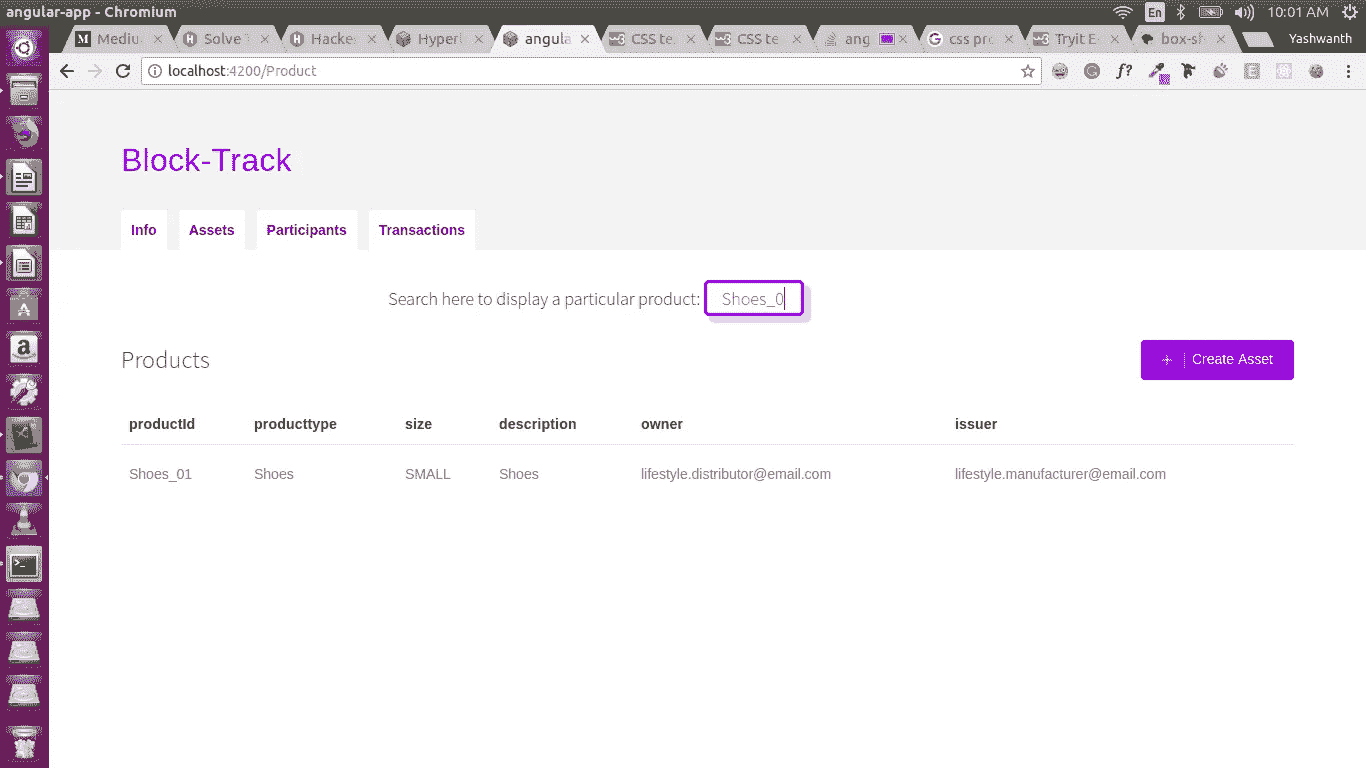 angular-app - Chromium
En
10:01 AM
Mediu
Solve
Hacke
Hyperl
angula
CSS te
CSS te
ang
css pr
Tryit E
box-sh
Yashwanth
localhost:4200/Product
f?
Block-Track
Info
Assets
Participants
Transactions
Search here to display a particular product: Shoes_0
Products
+ Create Asset
productId producttype size description owner issuer
Shoes_01 Shoes SMALL Shoes lifestyle.distributor@email.com lifestyle.manufacturer@email.com